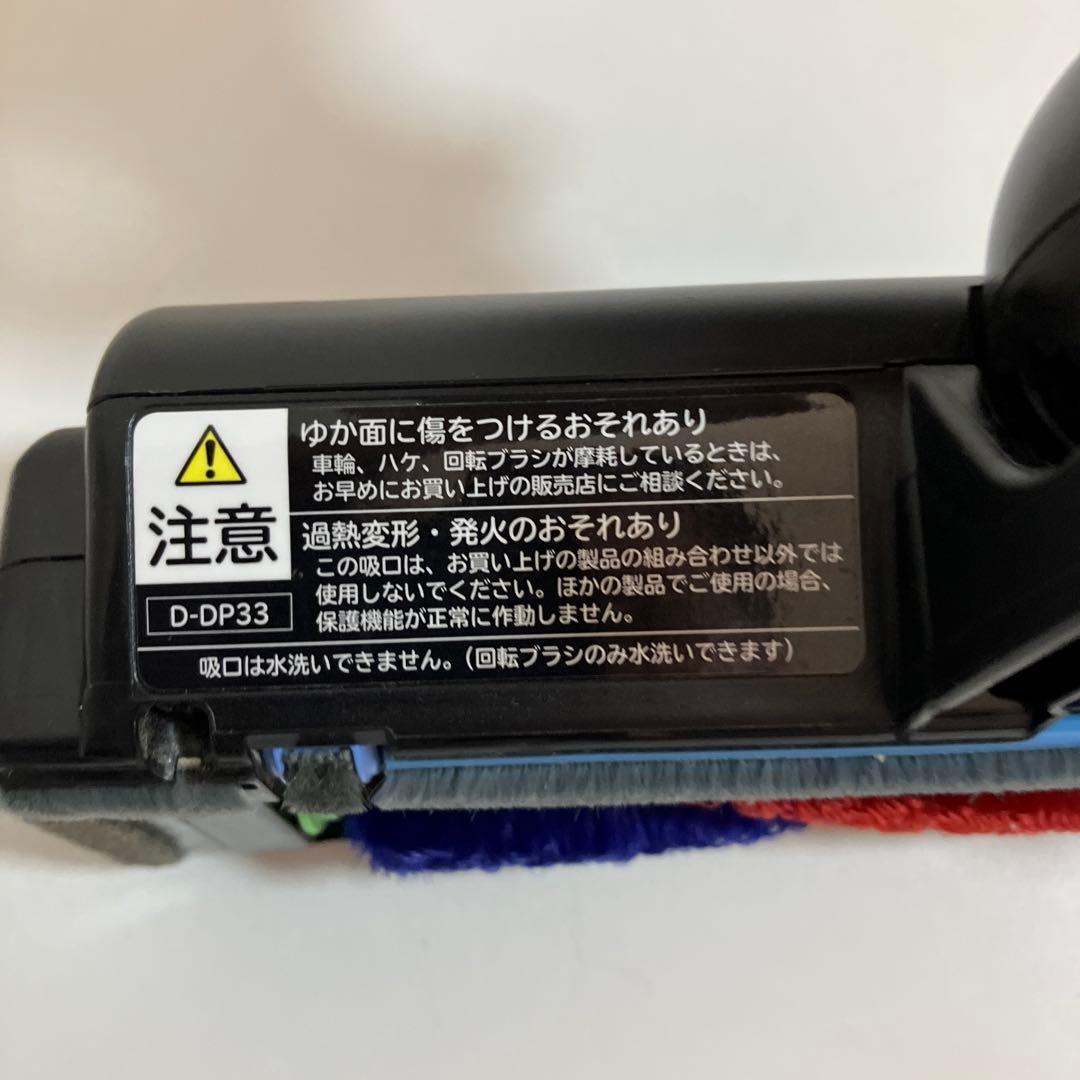 注意
D-DP33
ゆか面に傷をつけるおそれあり
車輪、ハケ、回転ブラシが摩耗しているときは、
お早めにお買い上げの販売店にご相談ください。
過熱変形・発火のおそれあり
この吸口は、お買い上げの製品の組み合わせ以外では
使用しないでください。ほかの製品でご使用の場合、
保護機能が正常に作動しません。
吸口は水洗いできません。(回転ブラシのみ水洗いできます)